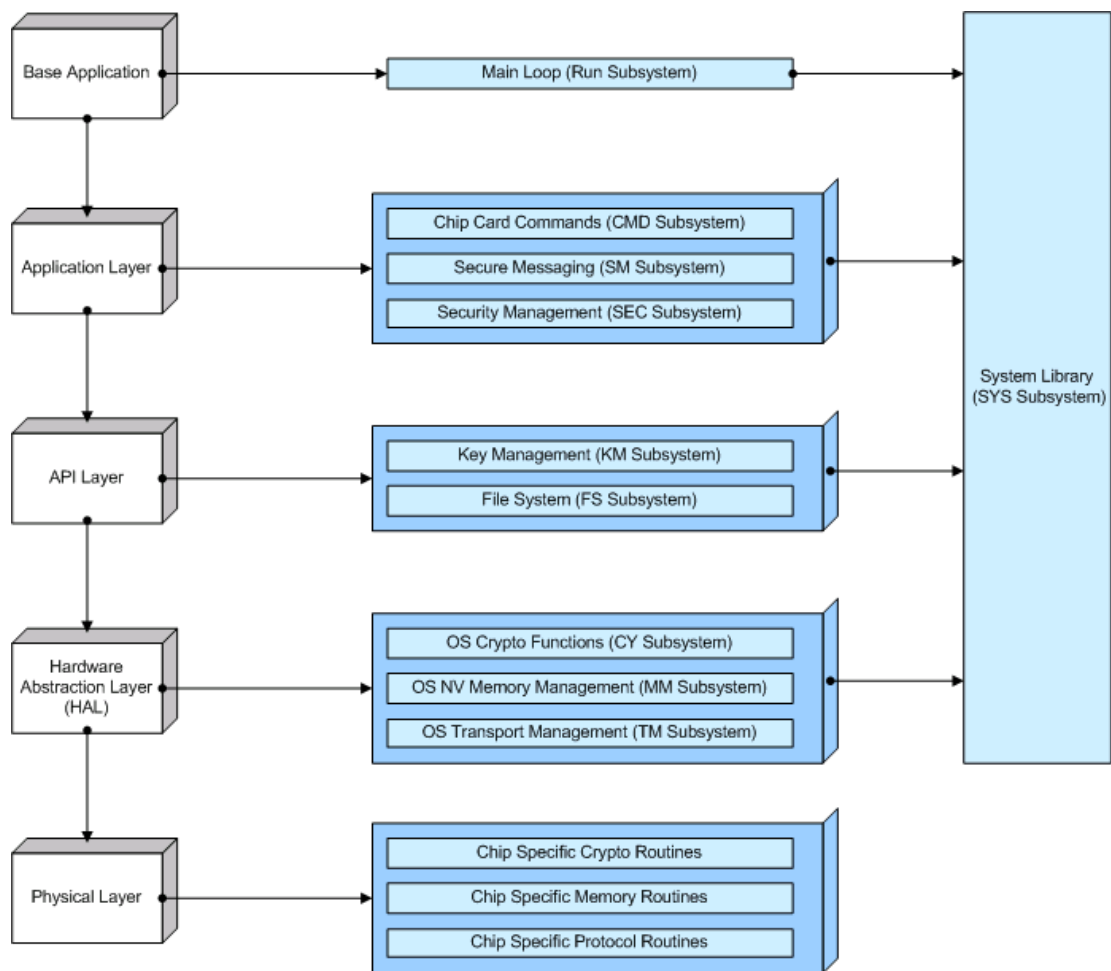 Base Application
Main Loop (Run Subsystem)
Application Layer
Chip Card Commands (CMD Subsystem)
Secure Messaging (SM Subsystem)
Security Management (SEC Subsystem)
System Library
(SYS Subsystem)
API Layer
Key Management (KM Subsystem)
File System (FS Subsystem)
Hardware
Abstraction Layer
(HAL)
OS Crypto Functions (CY Subsystem)
OS NV Memory Management (MM Subsystem)
OS Transport Management (TM Subsystem)
Physical Layer
Chip Specific Crypto Routines
Chip Specific Memory Routines
Chip Specific Protocol Routines